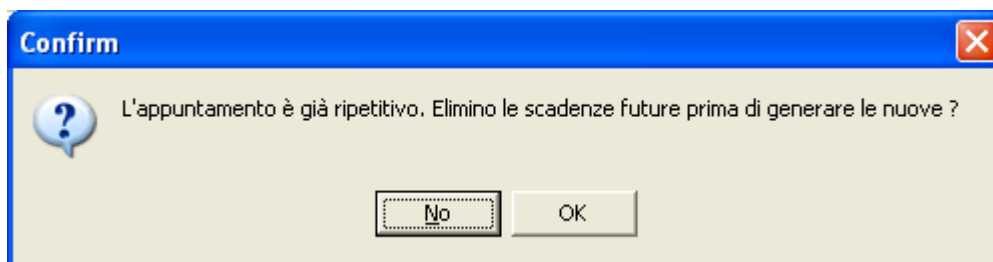 Confirm
L'appuntamento è già ripetitivo. Elimino le scadenze future prima di generare le nuove ?
No
OK